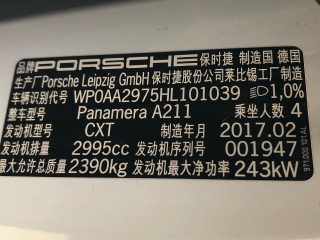 品牌 PORSCHE 保时捷 制造国 德国
生产厂 Porsche Leipzig GmbH 保时捷股份公司莱比锡工厂制造
车辆识别代号 WP0AA2975HL101039 1,0%
整车型号 Panamera A211 乘坐人数 4
发动机型号 CXT 制造年月 2017.02
发动机排量 2995cc 发动机序号 001947
最大允许总质量 2390kg 发动机最大净功率 243kW
971.000.101.AL